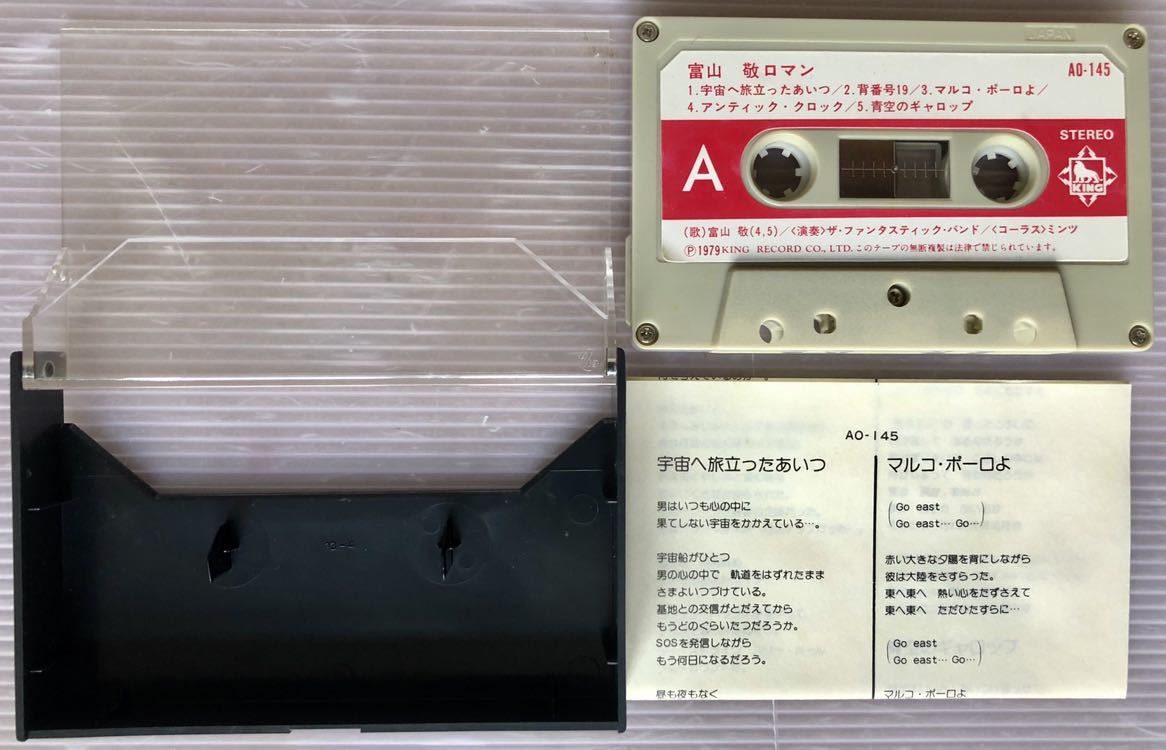 JAPAN
富山 敬ロマン
AO-145
1.宇宙へ旅立ったあいつ/2.背番号19/3.マルコ・ポーロよ/
4.アンティック・クロック/5.青空のギャロップ
STEREO
A
KING
(歌)富山 敬(4,5)/<演奏>ザ・ファンタスティック・バンド/<コーラス>ミンツ
Ⓟ1979 KING RECORD CO., LTD. このテープの無断複製は法律で禁じられています。
AO-145
宇宙へ旅立ったあいつ
男はいつも心の中に
果てしない宇宙をかかえている…。
宇宙船がひとつ
男の心の中で 軌道をはずれたまま
さまよいつづけている。
基地との交信がとだえてから
もうどのぐらいたつだろうか。
SOSを発信しながら
もう何日になるだろう。
昼も夜もなく
マルコ・ポーロよ
(Go east
Go east… Go…)
赤い大きな夕陽を背にしながら
彼は大陸をさすらった。
東へ東へ 熱い心をたずさえて
東へ東へ ただひたすらに…
(Go east
Go east… Go…)
マルコ・ポーロよ